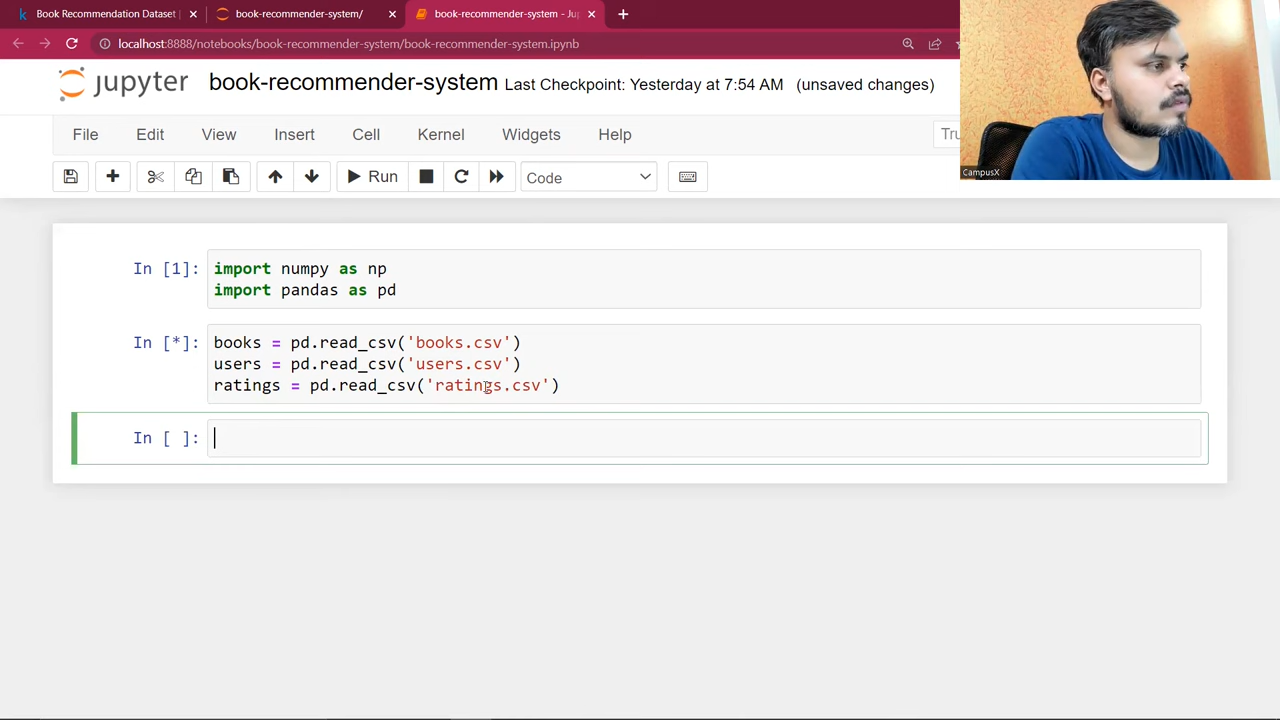 Book Recommendation Dataset
book-recommender-system/
book-recommender-system - Ju
localhost:8888/notebooks/book-recommender-system/book-recommender-system.ipynb
jupyter book-recommender-system Last Checkpoint: Yesterday at 7:54 AM (unsaved changes)
File Edit View Insert Cell Kernel Widgets Help
Run Code
CampusX
In [1]: import numpy as np
import pandas as pd
In [*]: books = pd.read_csv('books.csv')
users = pd.read_csv('users.csv')
ratings = pd.read_csv('ratings.csv')
In [ ]: